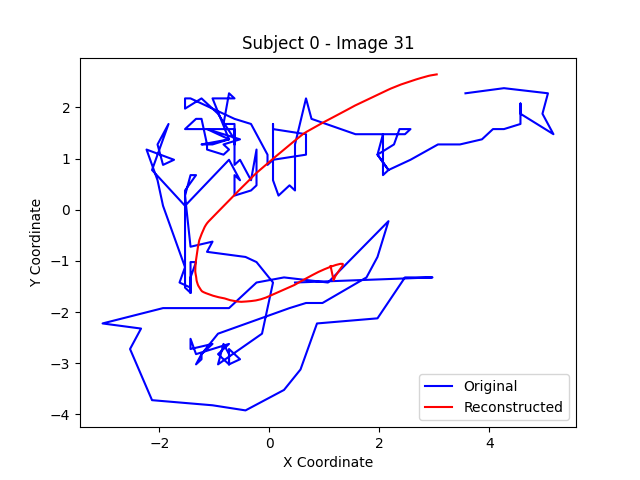 Subject 0 - Image 31
Y Coordinate
2
1
0
−1
−2
−3
−4
−2
0
2
4
X Coordinate
Original
Reconstructed